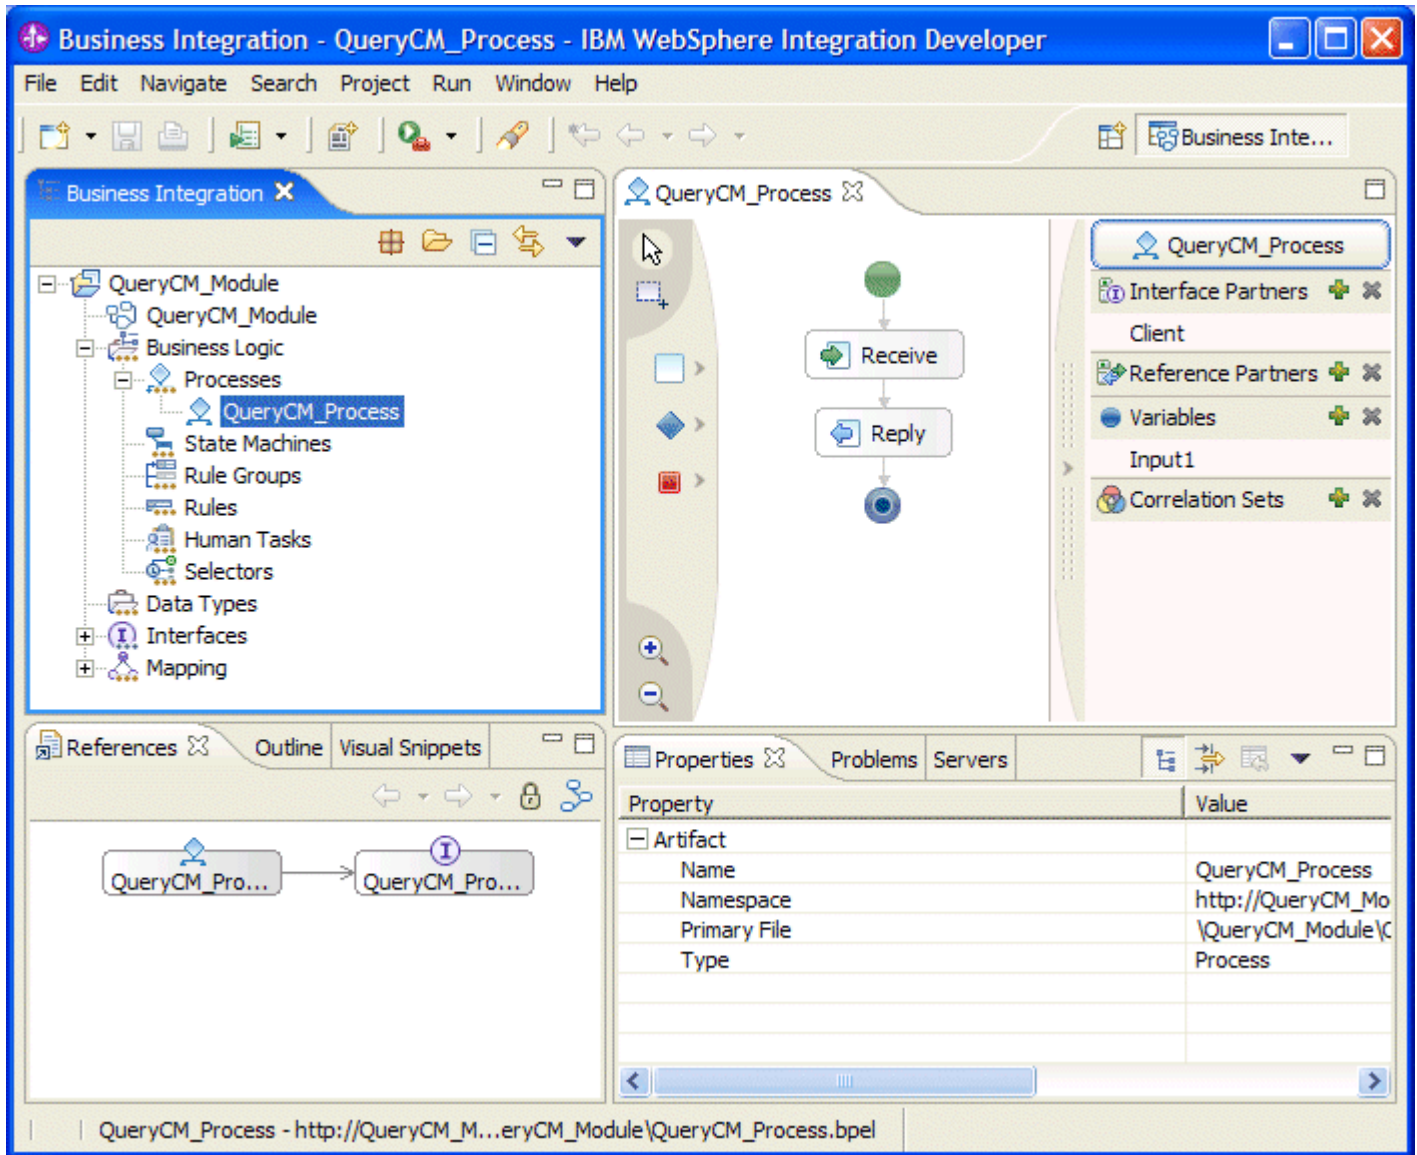 Business Integration - QueryCM_Process - IBM WebSphere Integration Developer
File Edit Navigate Search Project Run Window Help
Business Inte...
Business Integration
QueryCM_Module
QueryCM_Module
Business Logic
Processes
QueryCM_Process
State Machines
Rule Groups
Rules
Human Tasks
Selectors
Data Types
Interfaces
Mapping
QueryCM_Process
Receive
Reply
QueryCM_Process
Interface Partners
Client
Reference Partners
Variables
Input1
Correlation Sets
References Outline Visual Snippets
QueryCM_Pro... QueryCM_Pro...
Properties Problems Servers
Property Value
Artifact
Name QueryCM_Process
Namespace http://QueryCM_Mo
Primary File \QueryCM_Module\
Type Process
QueryCM_Process - http://QueryCM_M...eryCM_Module\QueryCM_Process.bpel